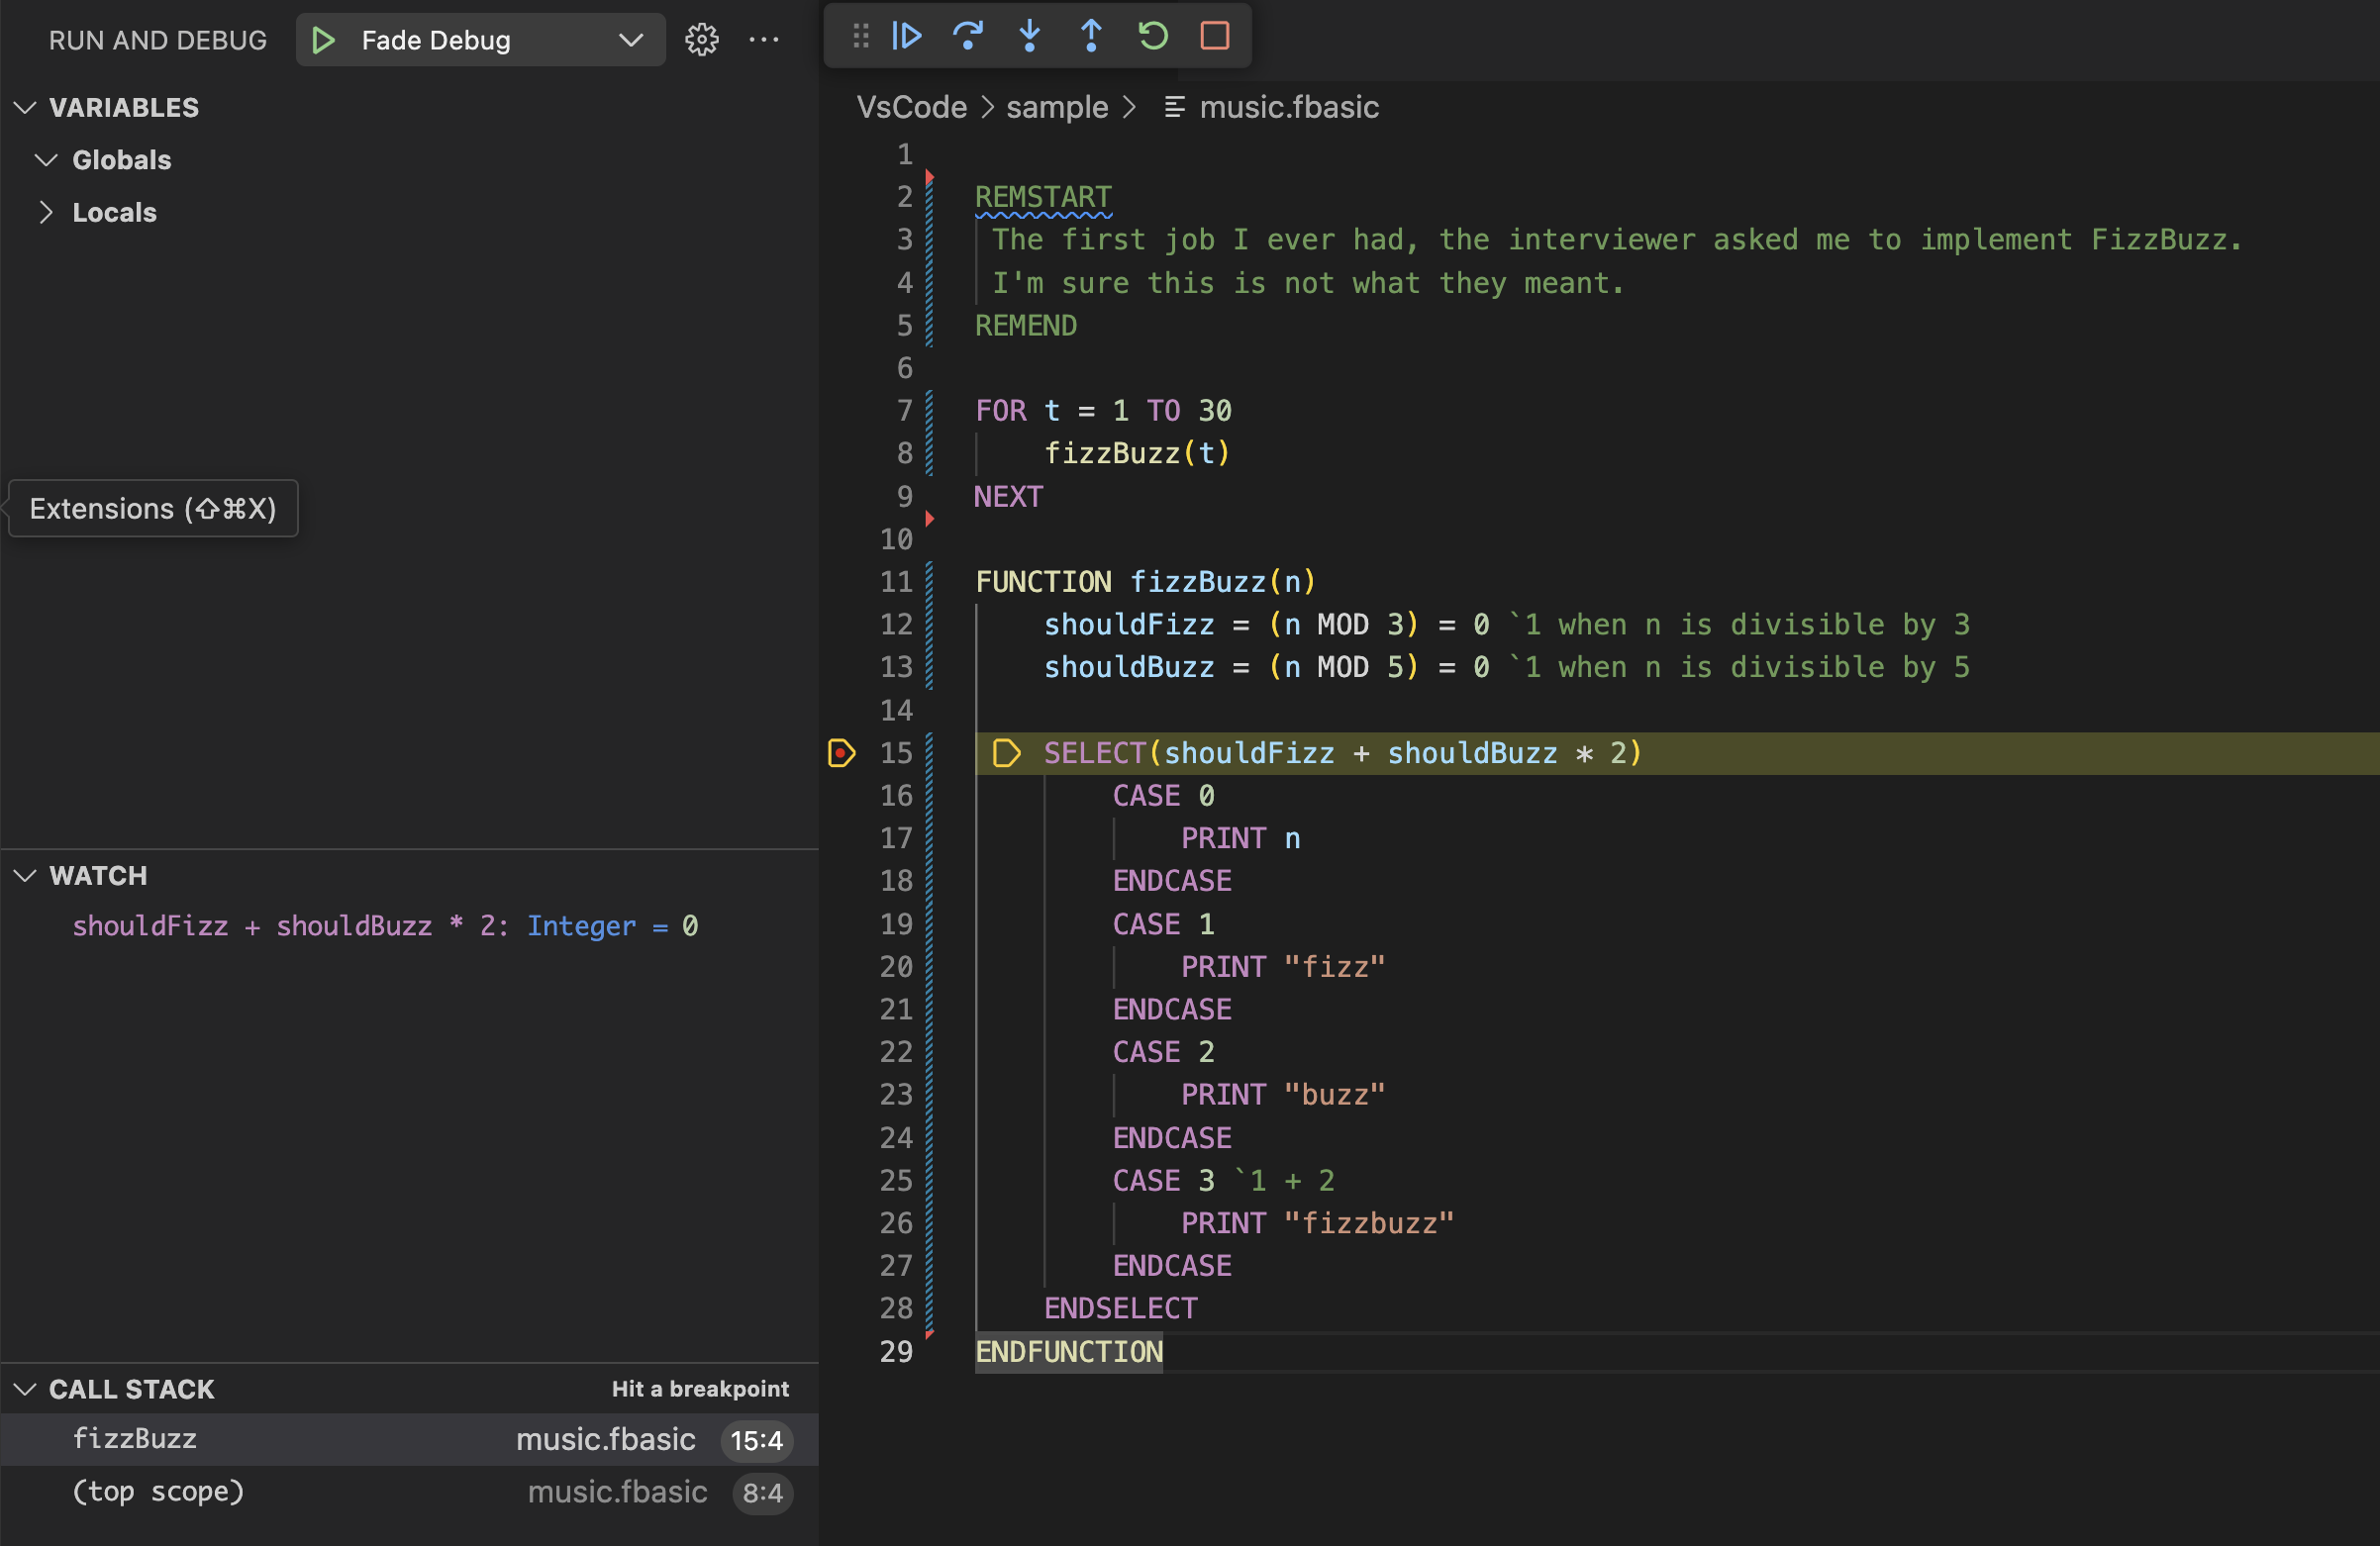 RUN AND DEBUG
Fade Debug
VARIABLES
Globals
Locals
Extensions (⇧⌘X)
WATCH
shouldFizz + shouldBuzz * 2: Integer = 0
CALL STACK
Hit a breakpoint
fizzBuzz music.fbasic 15:4
(top scope) music.fbasic 8:4
VsCode > sample > music.fbasic
1
2 REMSTART
3 The first job I ever had, the interviewer asked me to implement FizzBuzz.
4 I'm sure this is not what they meant.
5 REMEND
6
7 FOR t = 1 TO 30
8 fizzBuzz(t)
9 NEXT
10
11 FUNCTION fizzBuzz(n)
12 shouldFizz = (n MOD 3) = 0 `1 when n is divisible by 3
13 shouldBuzz = (n MOD 5) = 0 `1 when n is divisible by 5
14
15 SELECT(shouldFizz + shouldBuzz * 2)
16 CASE 0
17 PRINT n
18 ENDCASE
19 CASE 1
20 PRINT "fizz"
21 ENDCASE
22 CASE 2
23 PRINT "buzz"
24 ENDCASE
25 CASE 3 `1 + 2
26 PRINT "fizzbuzz"
27 ENDCASE
28 ENDSELECT
29 ENDFUNCTION